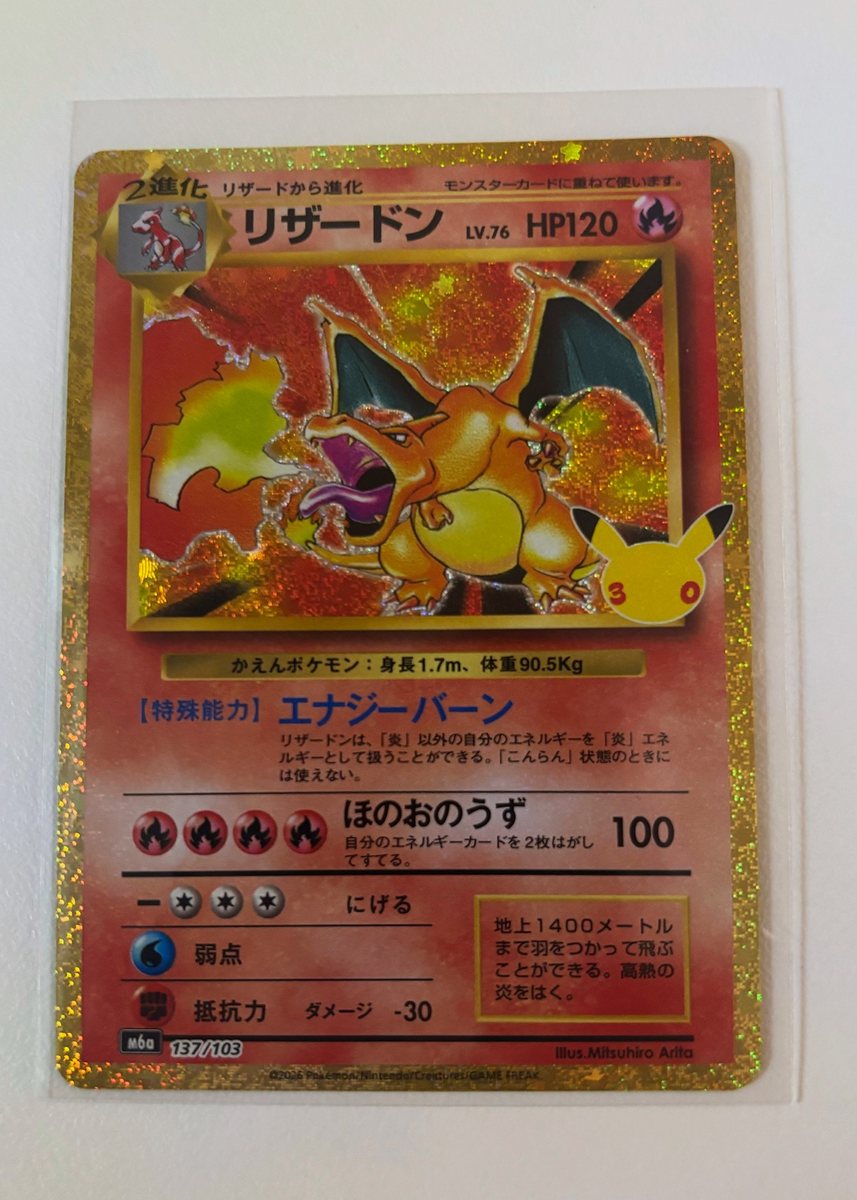 2進化 リザードから進化 モンスターカードに重ねて使います。
リザードン LV.76 HP120
3 0
かえんポケモン：身長1.7m、体重90.5Kg
【特殊能力】 エナジーバーン
リザードンは、「炎」以外の自分のエネルギーを「炎」エネ
ルギーとして扱うことができる。「こんらん」状態のときに
は使えない。
ほのおのうず 100
自分のエネルギーカードを2枚はがし
てすてる。
ー にげる
弱点
抵抗力 ダメージ -30
地上1400メートル
まで羽をつかって飛ぶ
ことができる。高熱の
炎をはく。
M6a 137/103
Illus.Mitsuhiro Arita
©2026 Pokémon/Nintendo/Creatures/GAME FREAK.